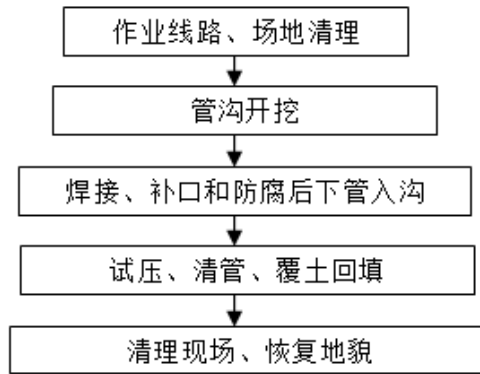 作业线路、场地清理
管沟开挖
焊接、补口和防腐后下管入沟
试压、清管、覆土回填
清理现场、恢复地貌